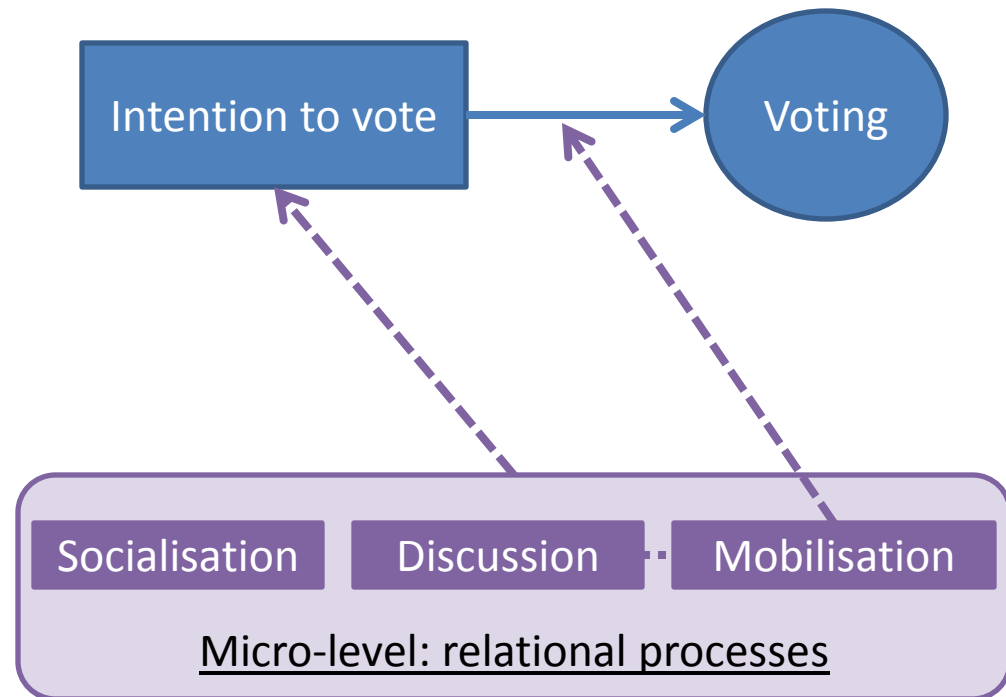 Intention to vote
Voting
Socialisation
Discussion
Mobilisation
Micro-level: relational processes